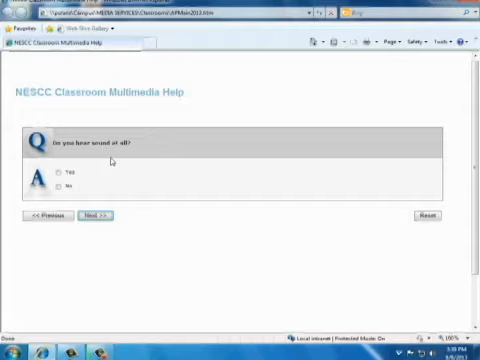 Favorites
Web Slice Gallery
NESCC Classroom Multimedia Help
Page
Safety
Tools
NESCC Classroom Multimedia Help
Q
Do you hear sound at all?
A
Yes
No
<< Previous
Next >>
Reset
Done
Local intranet | Protected Mode: On
100%